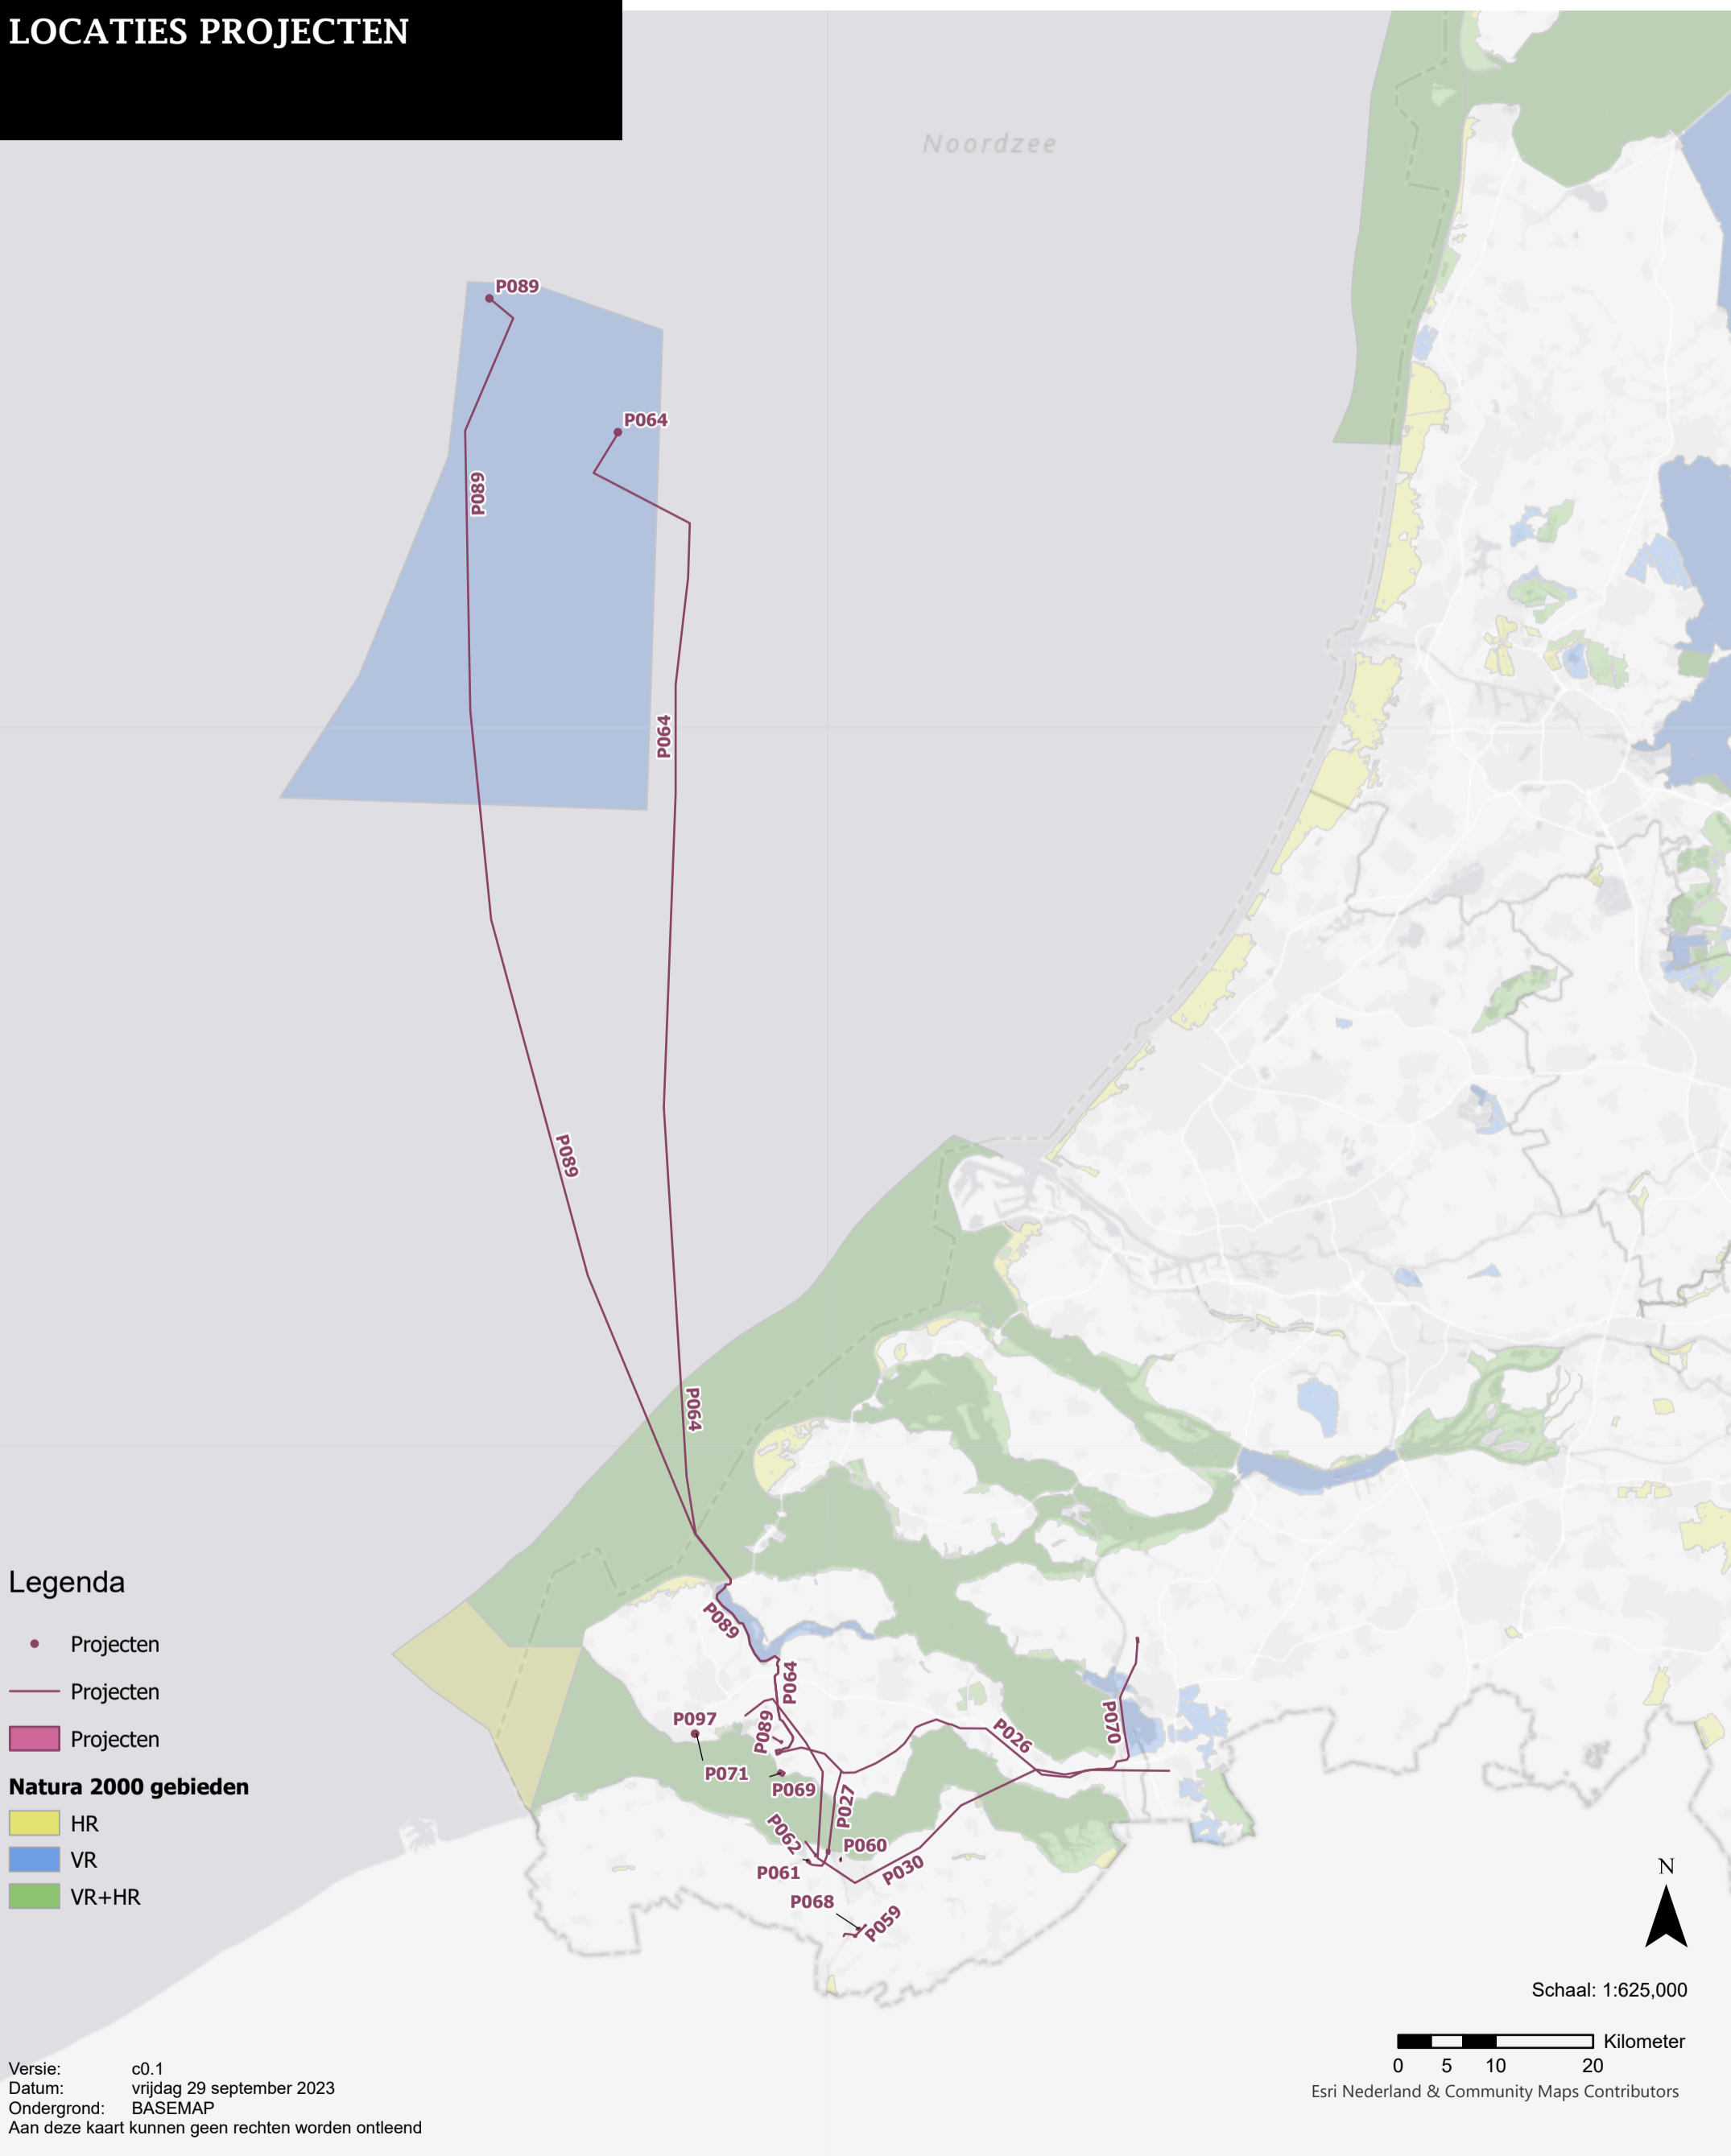 LOCATIES PROJECTEN
Noordzee
P089
P064
P089
P064
P089
P064
P089
P064
P089
P097
P071
P069
P026
P070
P027
P062
P060
P061
P030
P068
P059
Legenda
Projecten
Projecten
Projecten
Natura 2000 gebieden
HR
VR
VR+HR
N
Schaal: 1:625,000
Kilometer
0 5 10 20
Esri Nederland & Community Maps Contributors
Versie: c0.1
Datum: vrijdag 29 september 2023
Ondergrond: BASEMAP
Aan deze kaart kunnen geen rechten worden ontleend